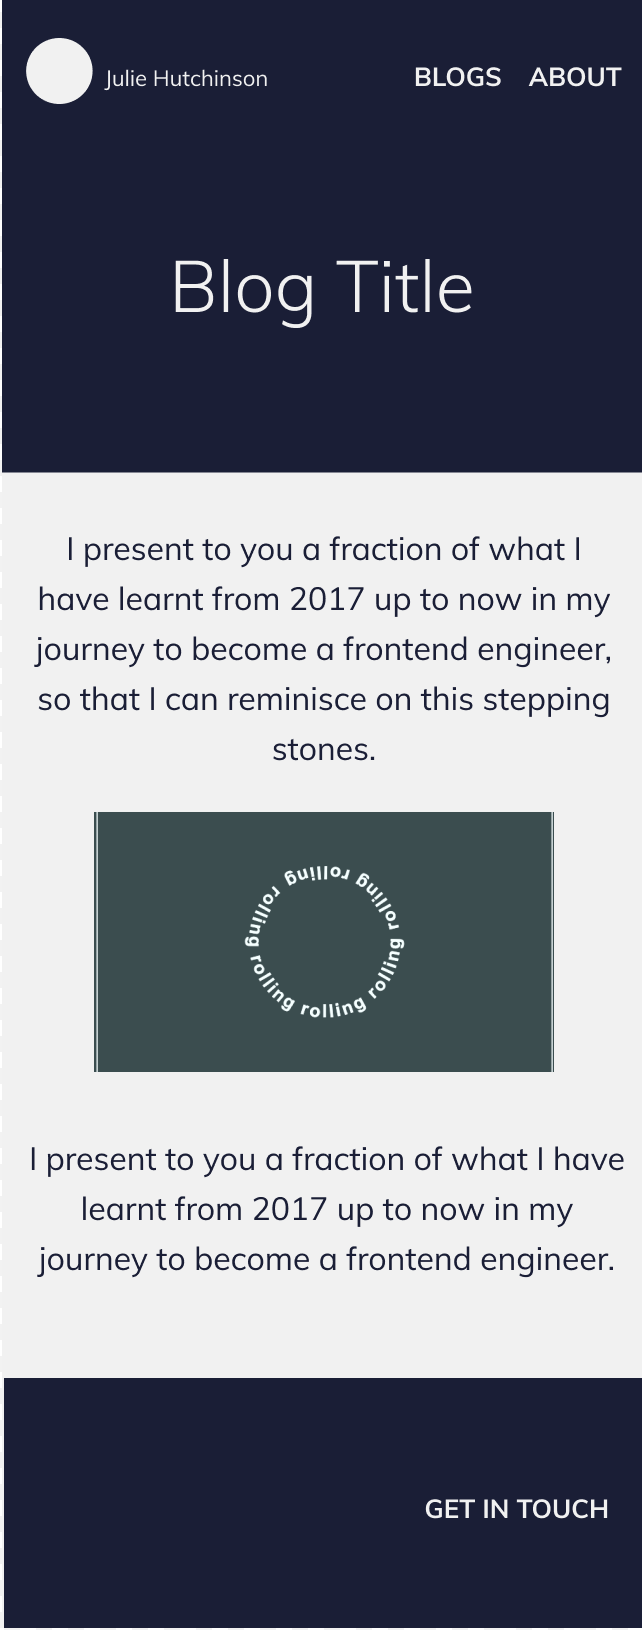 Julie Hutchinson
BLOGS ABOUT
Blog Title
I present to you a fraction of what I
have learnt from 2017 up to now in my
journey to become a frontend engineer,
so that I can reminisce on this stepping
stones.
rolling rolling rolling rolling rolling rolling rolling
I present to you a fraction of what I have
learnt from 2017 up to now in my
journey to become a frontend engineer.
GET IN TOUCH